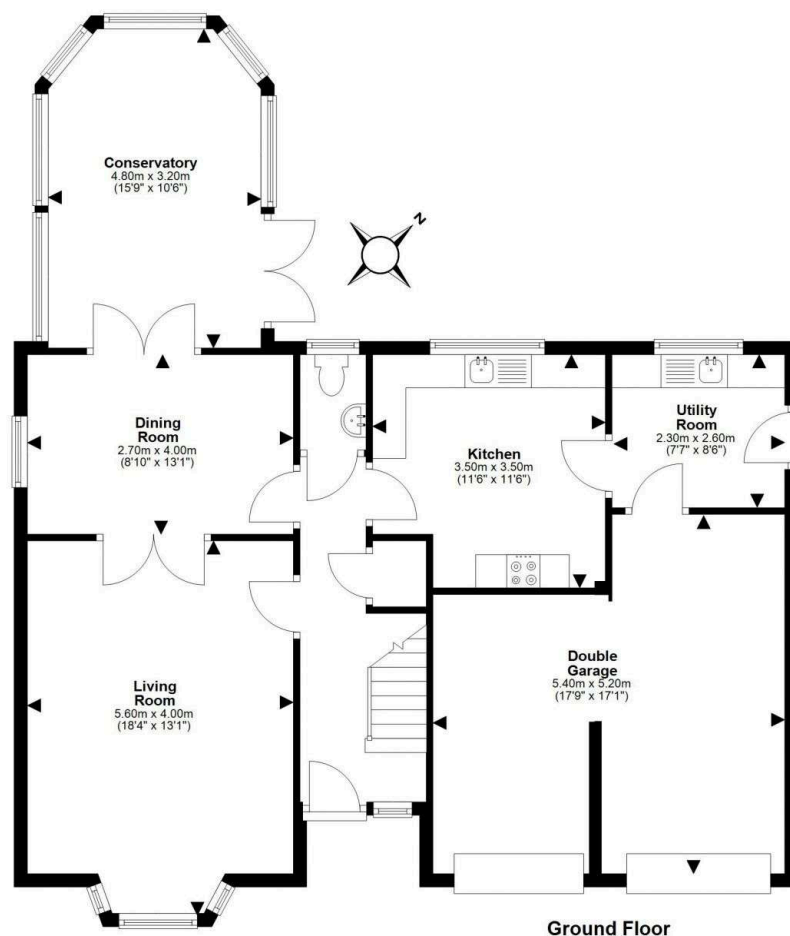 Conservatory
4.80m x 3.20m
(15'9" x 10'6")
N
Dining
Room
2.70m x 4.00m
(8'10" x 13'1")
Kitchen
3.50m x 3.50m
(11'6" x 11'6")
Utility
Room
2.30m x 2.60m
(7'7" x 8'6")
Living
Room
5.60m x 4.00m
(18'4" x 13'1")
Double
Garage
5.40m x 5.20m
(17'9" x 17'1")
Ground Floor